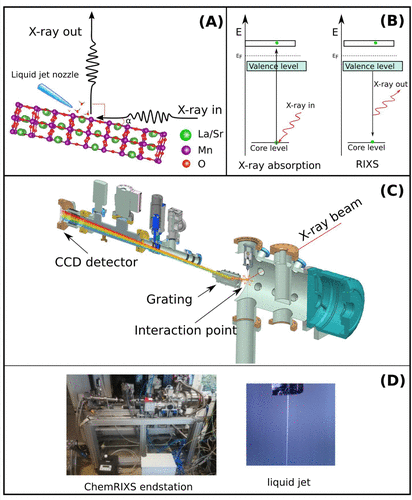 (A)
X-ray out
Liquid jet nozzle
α
X-ray in
La/Sr
Mn
O
(B)
E
E
EF
EF
Valence level
Valence level
X-ray in
X-ray out
Core level
Core level
X-ray absorption
RIXS
(C)
X-ray beam
CCD detector
Grating
Interaction point
(D)
ChemRIXS endstation
liquid jet